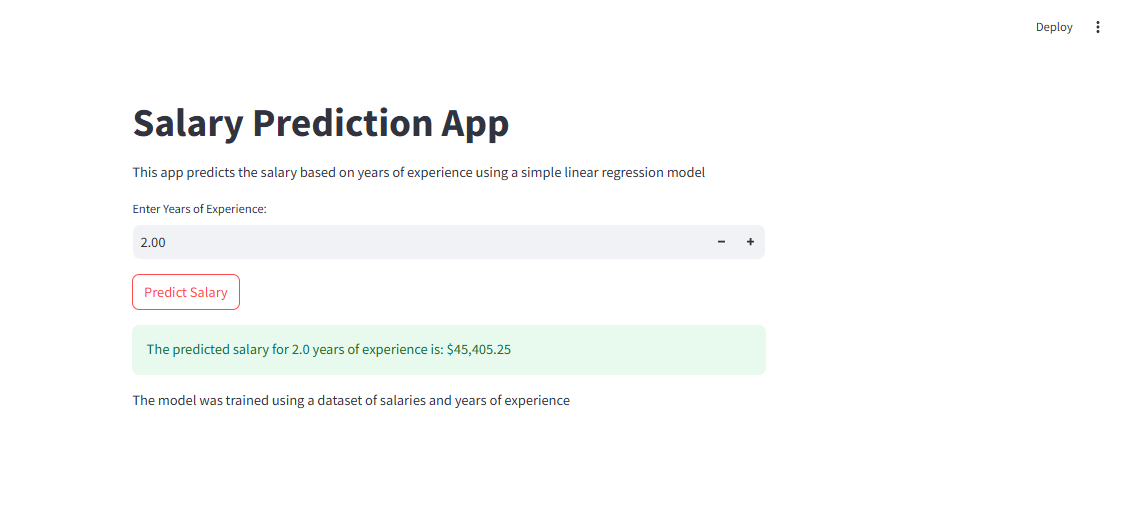 Deploy
Salary Prediction App
This app predicts the salary based on years of experience using a simple linear regression model
Enter Years of Experience:
2.00
Predict Salary
The predicted salary for 2.0 years of experience is: $45,405.25
The model was trained using a dataset of salaries and years of experience